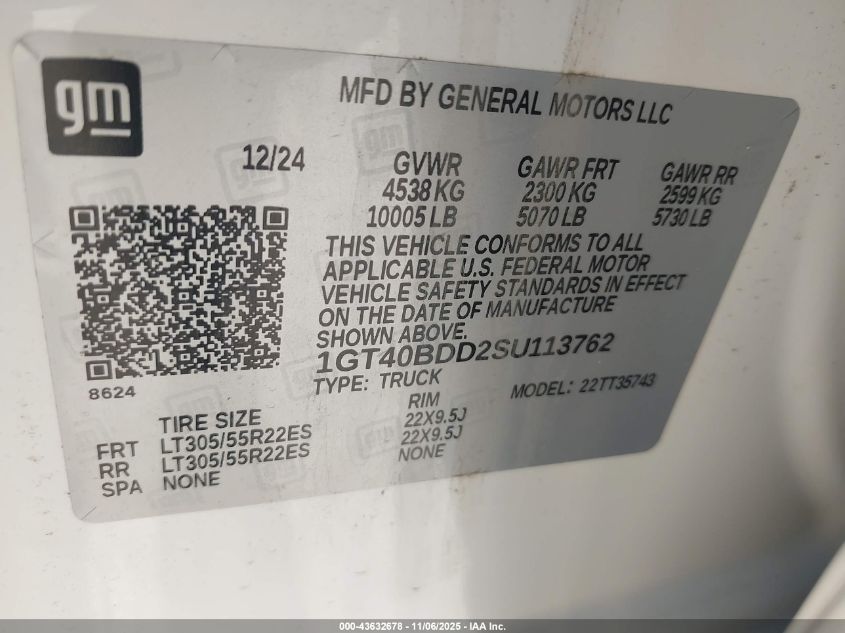 gm
MFD BY GENERAL MOTORS LLC
12/24
GVWR GAWR FRT GAWR RR
4538 KG 2300 KG 2599 KG
10005 LB 5070 LB 5730 LB
THIS VEHICLE CONFORMS TO ALL
APPLICABLE U.S. FEDERAL MOTOR
VEHICLE SAFETY STANDARDS IN EFFECT
ON THE DATE OF MANUFACTURE
SHOWN ABOVE.
1GT40BDD2SU113762
TYPE: TRUCK MODEL: 22TT35743
8624
TIRE SIZE RIM
FRT LT305/55R22ES 22X9.5J
RR LT305/55R22ES 22X9.5J
SPA NONE NONE
000-43632678 - 11/06/2025 - IAA Inc.